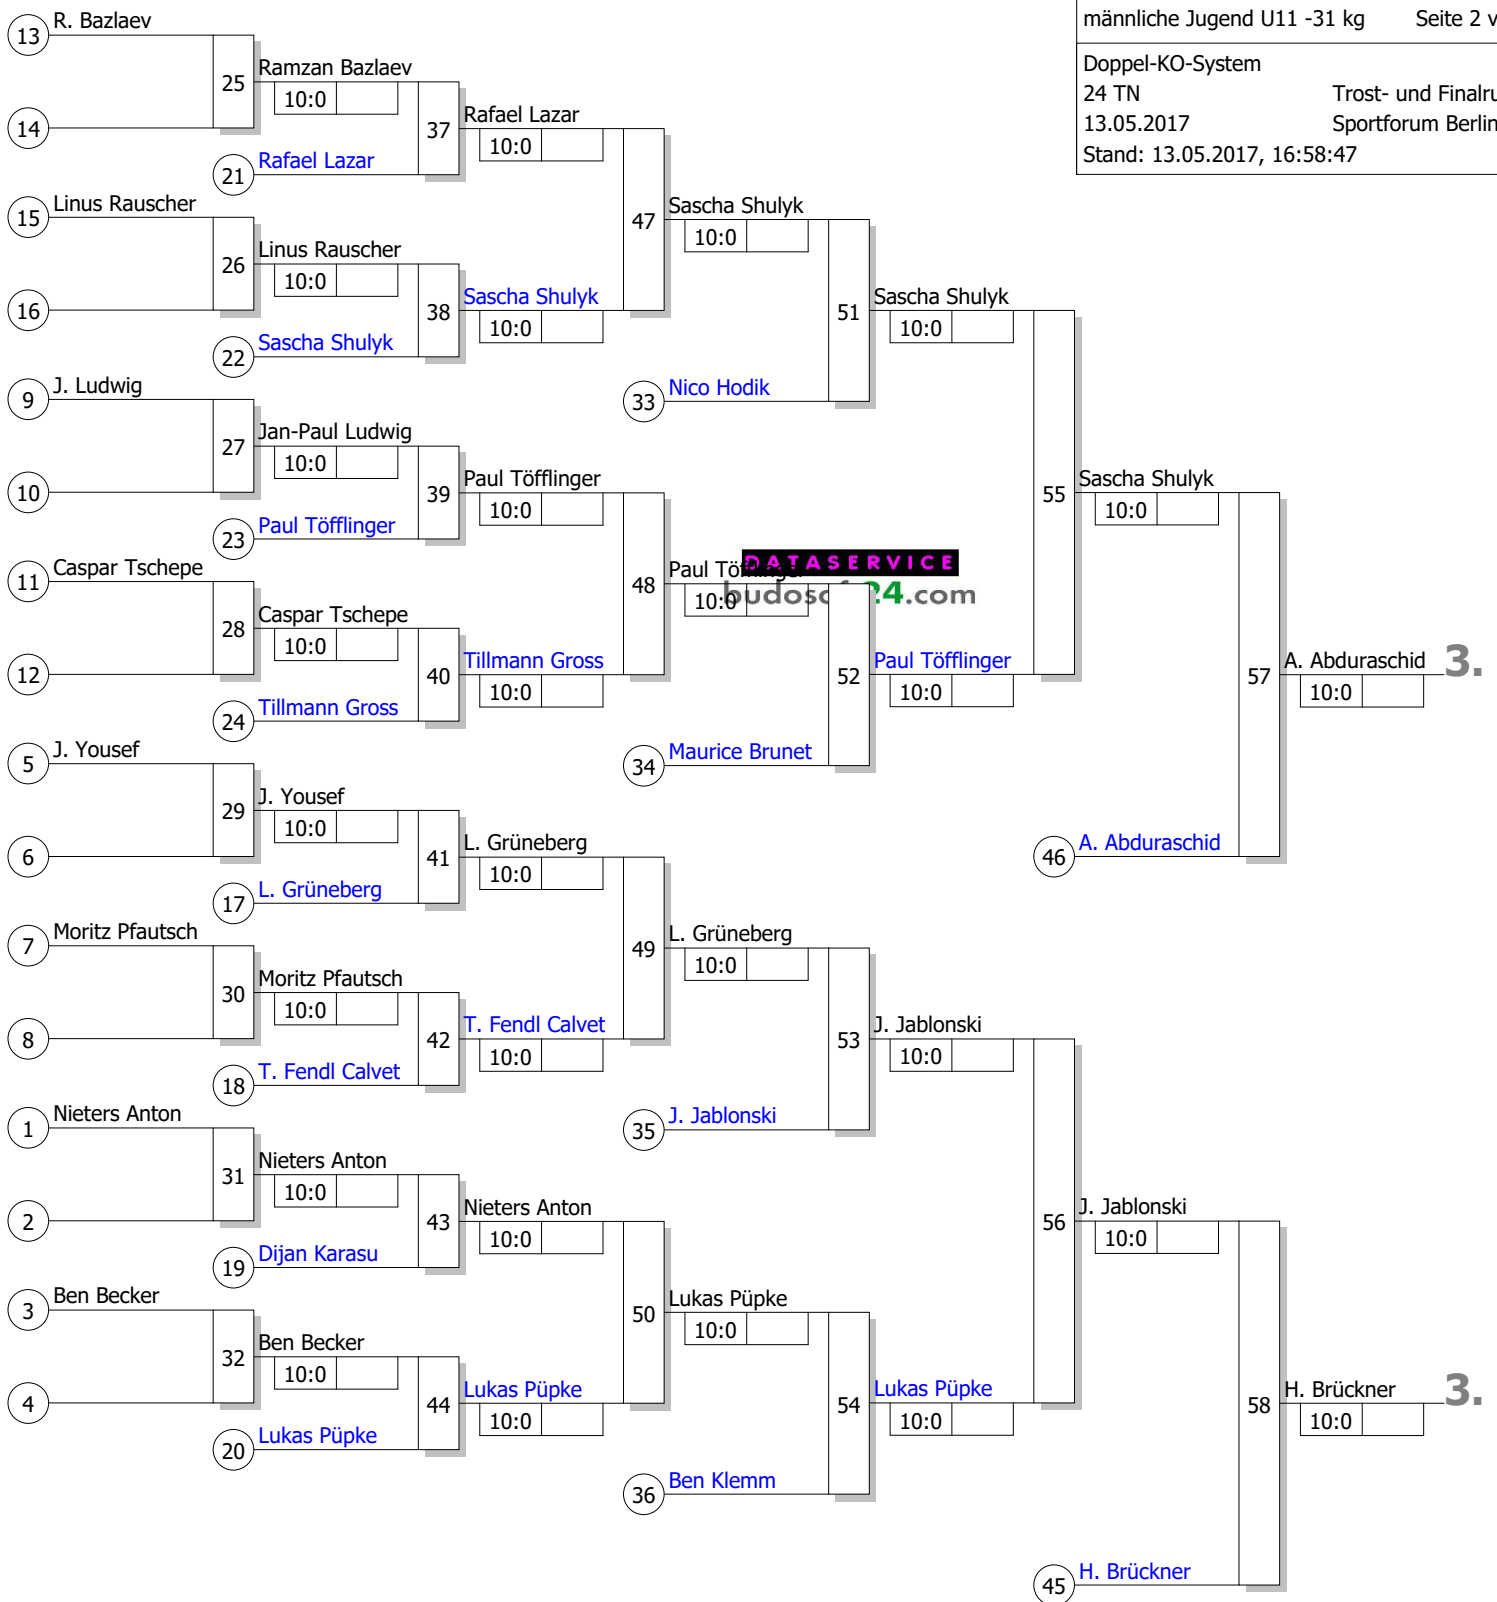 männliche Jugend U11 -31 kg Seite 2 v
Doppel-KO-System
24 TN Trost- und Finalru
13.05.2017 Sportforum Berlin
Stand: 13.05.2017, 16:58:47
13 R. Bazlaev
14
25
Ramzan Bazlaev
10:0
21 Rafael Lazar
37
Rafael Lazar
10:0
15 Linus Rauscher
16
26
Linus Rauscher
10:0
22 Sascha Shulyk
38
Sascha Shulyk
10:0
47
Sascha Shulyk
10:0
33 Nico Hodik
51
Sascha Shulyk
10:0
9 J. Ludwig
10
27
Jan-Paul Ludwig
10:0
23 Paul Töfflinger
39
Paul Töfflinger
10:0
11 Caspar Tschepe
12
28
Caspar Tschepe
10:0
24 Tillmann Gross
40
Tillmann Gross
10:0
48
Paul Töfflinger
10:0
DATASERVICE
24.com
34 Maurice Brunet
52
Paul Töfflinger
10:0
55
Sascha Shulyk
10:0
46 A. Abduraschid
57
A. Abduraschid
10:0
3.
5 J. Yousef
6
29
J. Yousef
10:0
17 L. Grüneberg
41
L. Grüneberg
10:0
7 Moritz Pfautsch
8
30
Moritz Pfautsch
10:0
18 T. Fendl Calvet
42
T. Fendl Calvet
10:0
49
L. Grüneberg
10:0
35 J. Jablonski
53
J. Jablonski
10:0
1 Nieters Anton
2
31
Nieters Anton
10:0
19 Dijan Karasu
43
Nieters Anton
10:0
3 Ben Becker
4
32
Ben Becker
10:0
20 Lukas Püpke
44
Lukas Püpke
10:0
50
Lukas Püpke
10:0
36 Ben Klemm
54
Lukas Püpke
10:0
56
J. Jablonski
10:0
45 H. Brückner
58
H. Brückner
10:0
3.